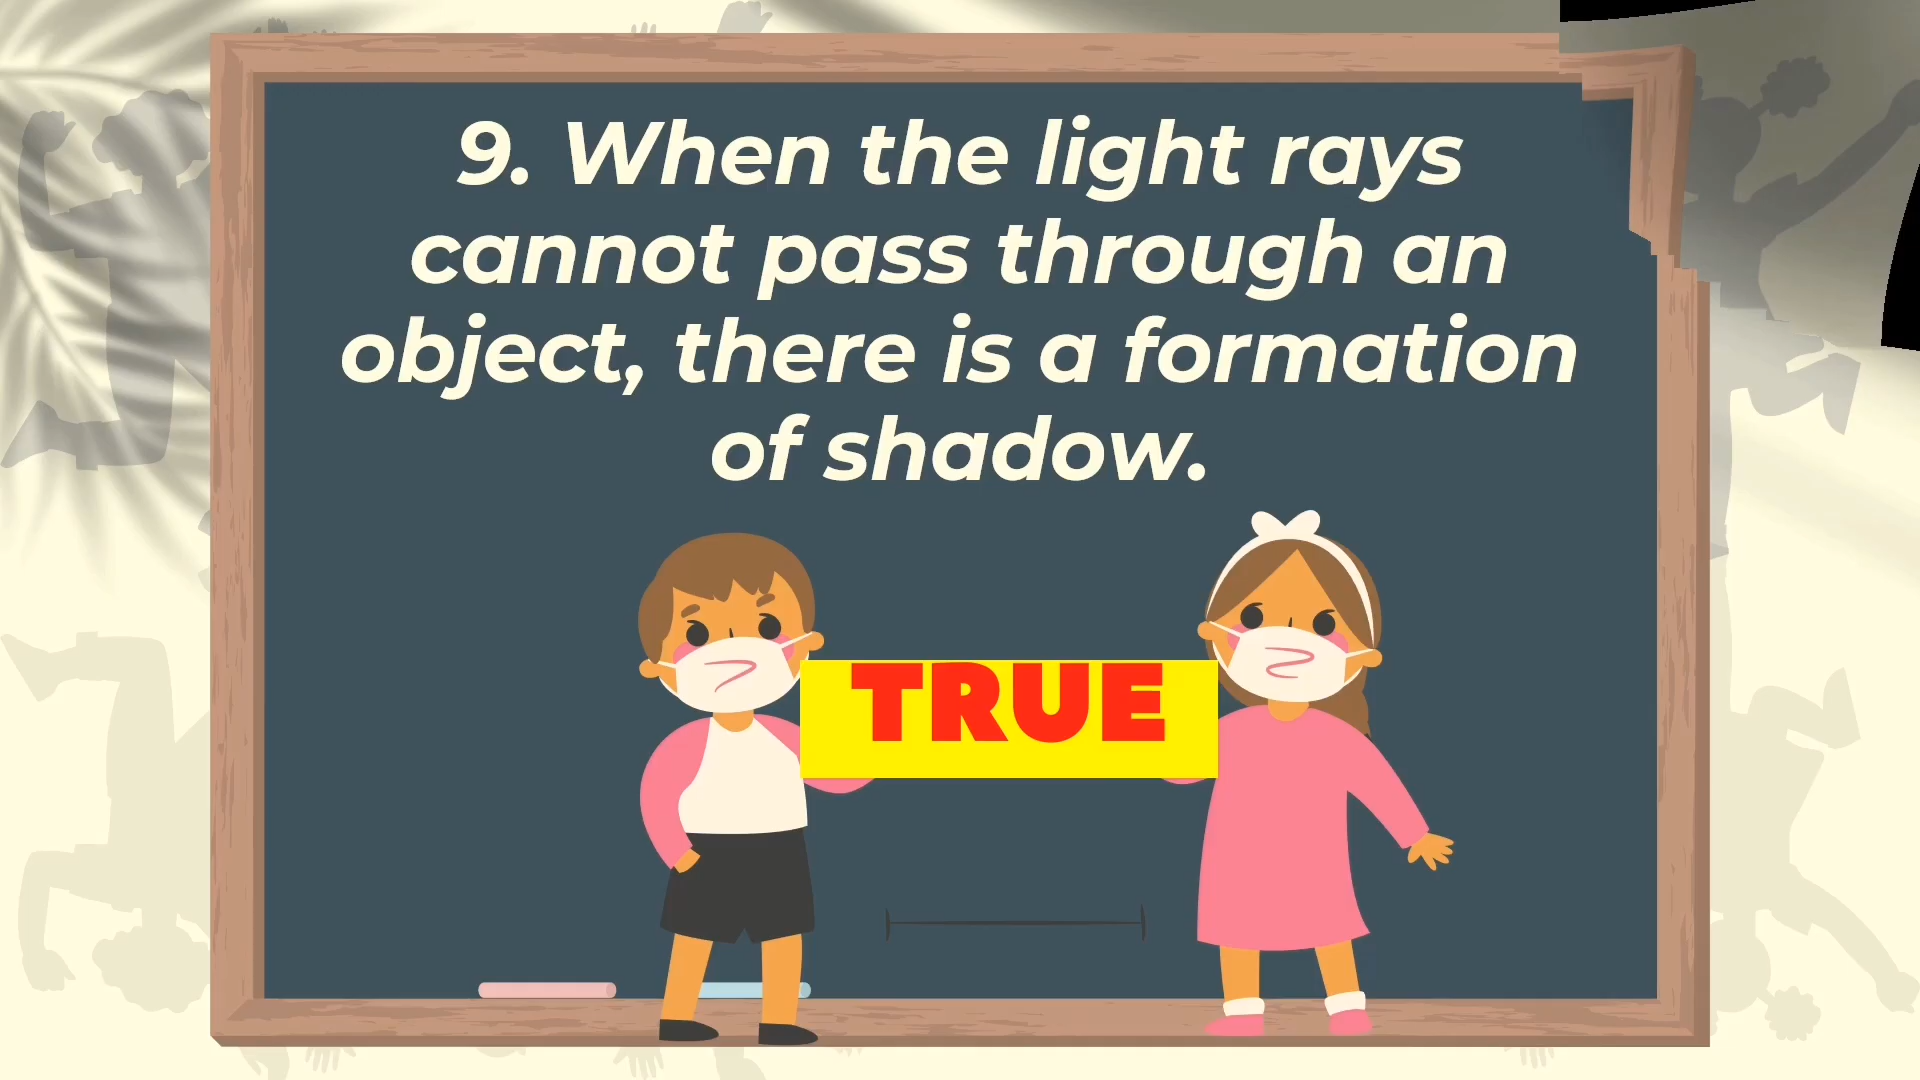 9. When the light rays
cannot pass through an
object, there is a formation
of shadow.
TRUE